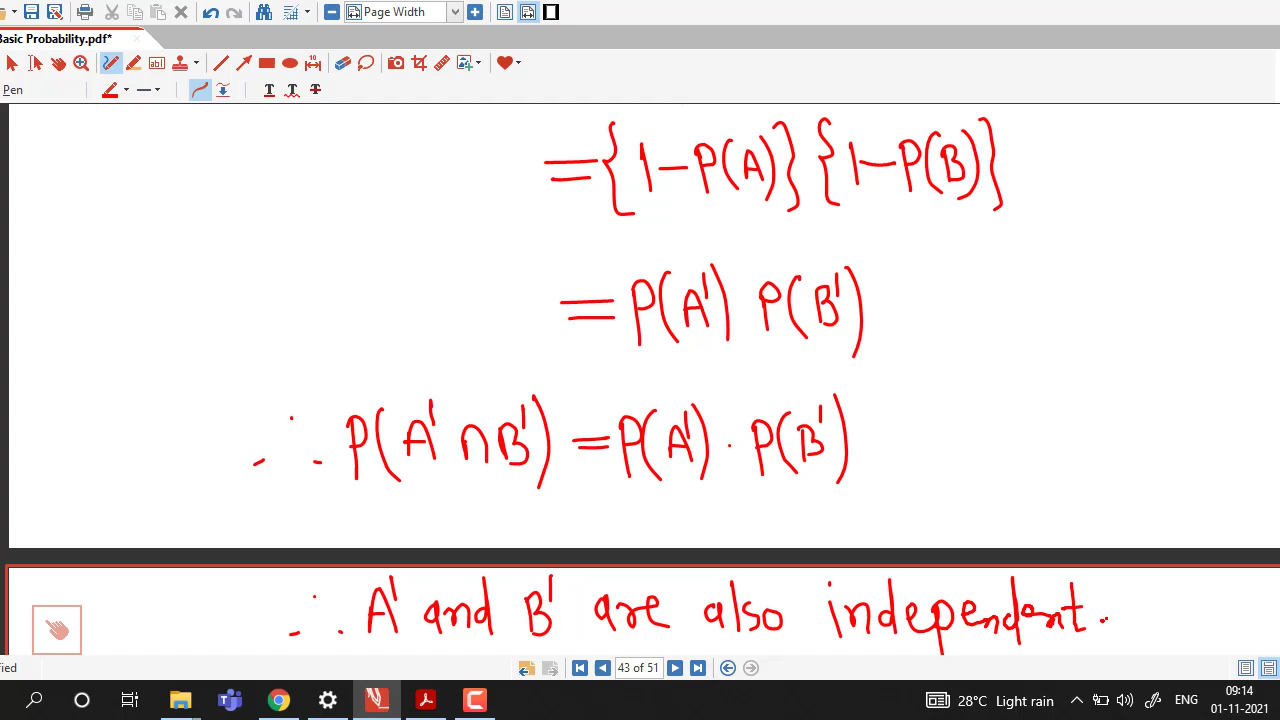 Page Width
Basic Probability.pdf*
10
Pen
= {1-P(A)} {1-P(B)}
= P(A') P(B')
∴ P(A' ∩ B') = P(A') · P(B')
∴ A' and B' are also independent.
43 of 51
28°C Light rain
ENG
09:14
01-11-2021